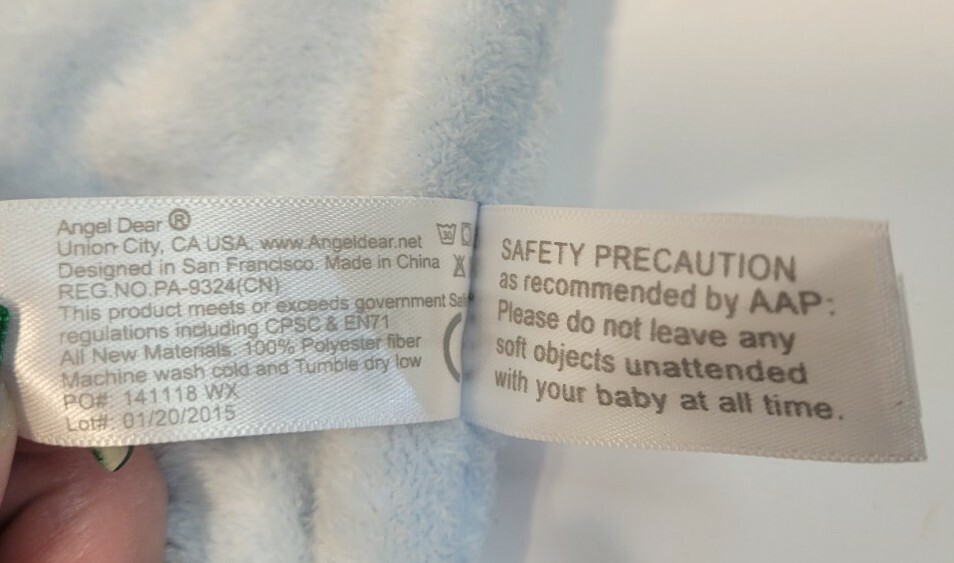 Angel Dear ®
Union City, CA USA. www.Angeldear.net
Designed in San Francisco. Made in China
REG.NO.PA-9324(CN)
This product meets or exceeds government
regulations including CPSC & EN71
All New Materials. 100% Polyester fiber
Machine wash cold and Tumble dry low
PO#: 141118 WX
Lot#: 01/20/2015
30
SAFETY PRECAUTION
as recommended by AAP:
Please do not leave any
soft objects unattended
with your baby at all time.